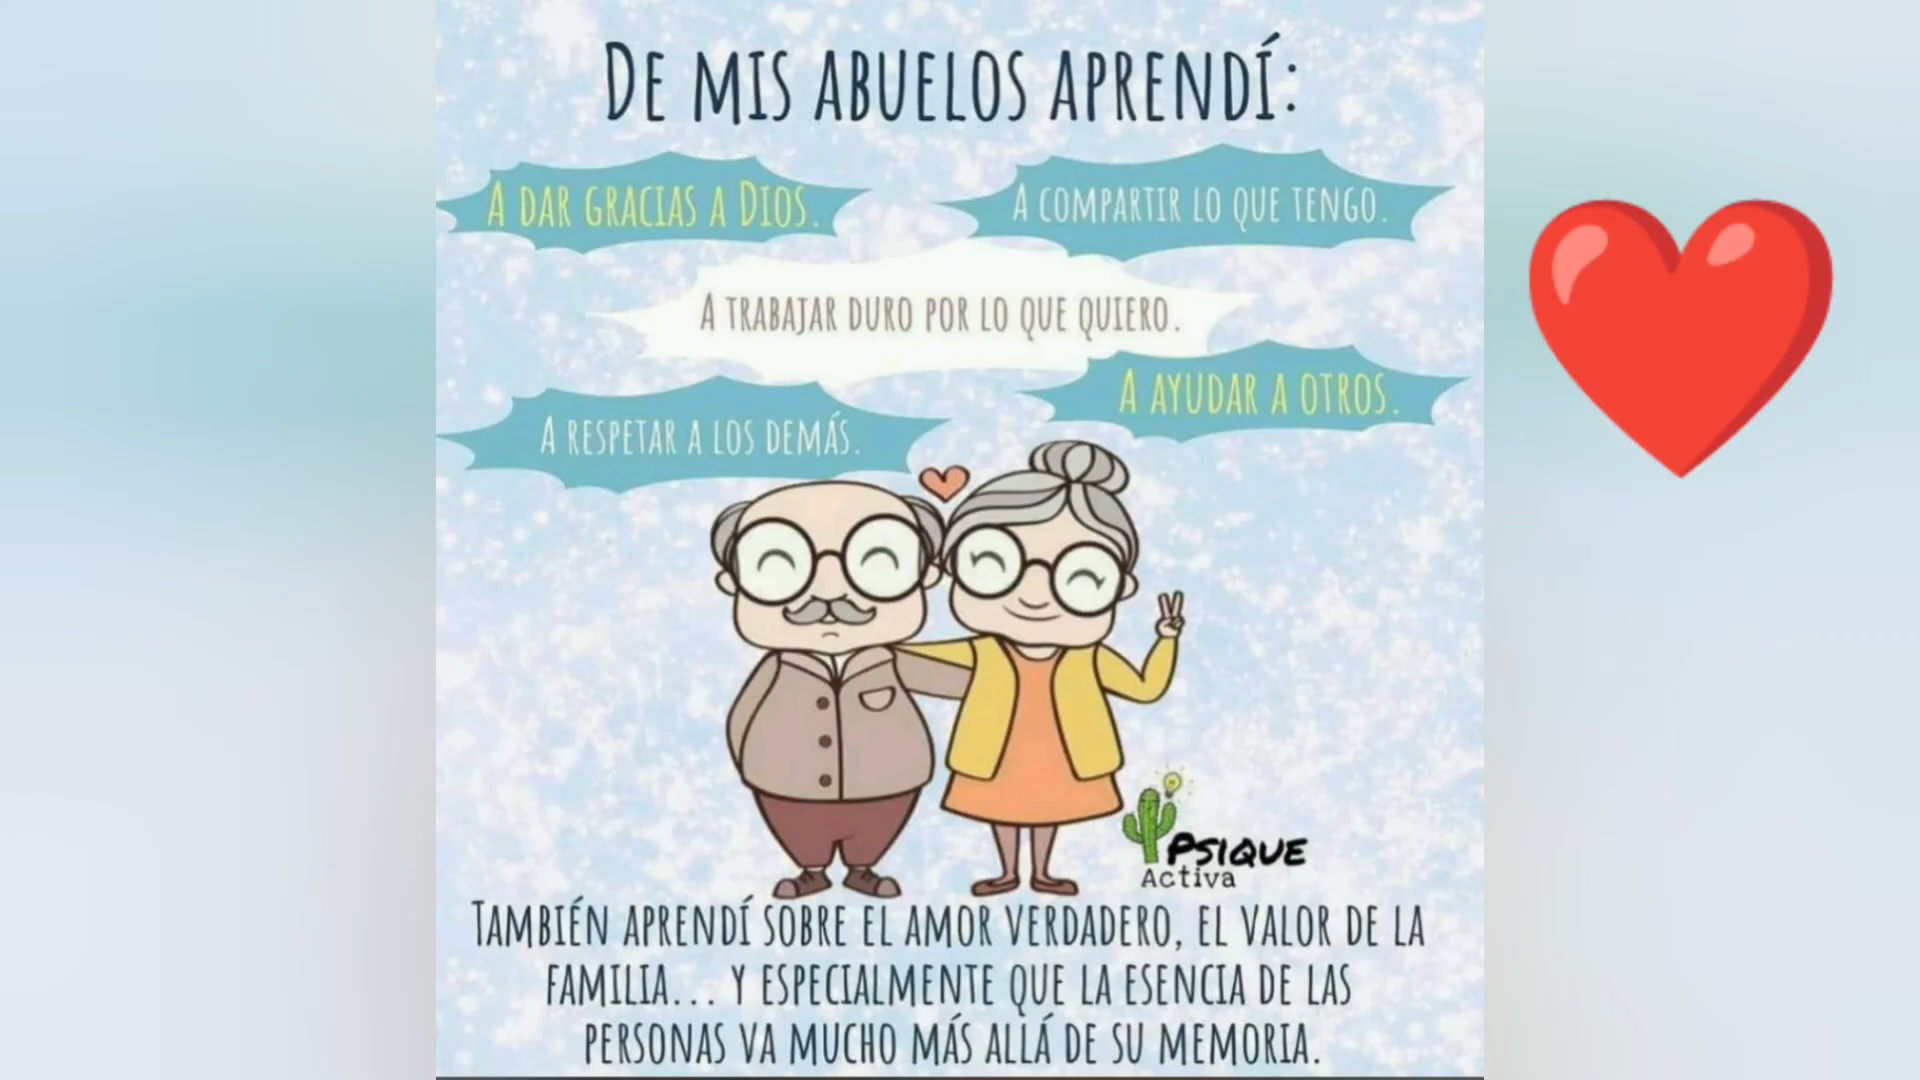 DE MIS ABUELOS APRENDÍ:
A DAR GRACIAS A DIOS.
A COMPARTIR LO QUE TENGO.
A TRABAJAR DURO POR LO QUE QUIERO.
A AYUDAR A OTROS.
A RESPETAR A LOS DEMÁS.
PSIQUE
Activa
TAMBIÉN APRENDÍ SOBRE EL AMOR VERDADERO, EL VALOR DE LA
FAMILIA... Y ESPECIALMENTE QUE LA ESENCIA DE LAS
PERSONAS VA MUCHO MÁS ALLÁ DE SU MEMORIA.